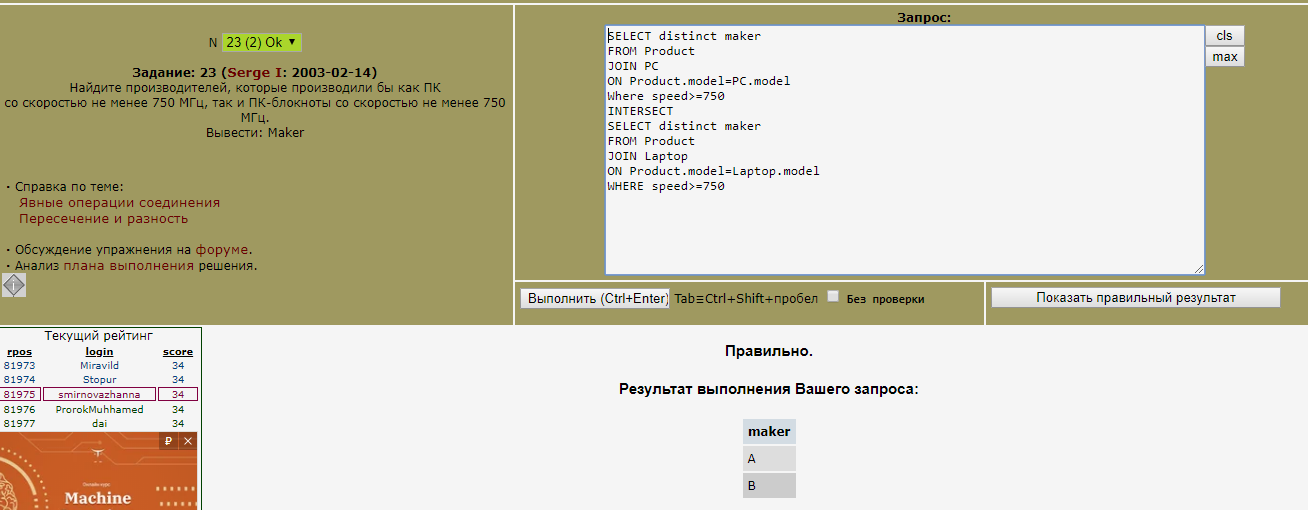 N 23 (2) Ok ▼
Задание: 23 (Serge I: 2003-02-14)
Найдите производителей, которые производили бы как ПК
со скоростью не менее 750 МГц, так и ПК-блокноты со скоростью не менее 750
МГц.
Вывести: Maker
· Справка по теме:
Явные операции соединения
Пересечение и разность
· Обсуждение упражнения на форуме.
· Анализ плана выполнения решения.
Запрос:
SELECT distinct maker
FROM Product
JOIN PC
ON Product.model=PC.model
Where speed>=750
INTERSECT
SELECT distinct maker
FROM Product
JOIN Laptop
ON Product.model=Laptop.model
WHERE speed>=750
cls
max
Выполнить (Ctrl+Enter) Tab≡Ctrl+Shift+пробел Без проверки
Показать правильный результат
Текущий рейтинг
rpos login score
81973 Miravild 34
81974 Stopur 34
81975 smirnovazhanna 34
81976 ProrokMuhhamed 34
81977 dai 34
₽ ×
Онлайн-курс
Machine
Правильно.
Результат выполнения Вашего запроса:
maker
A
B